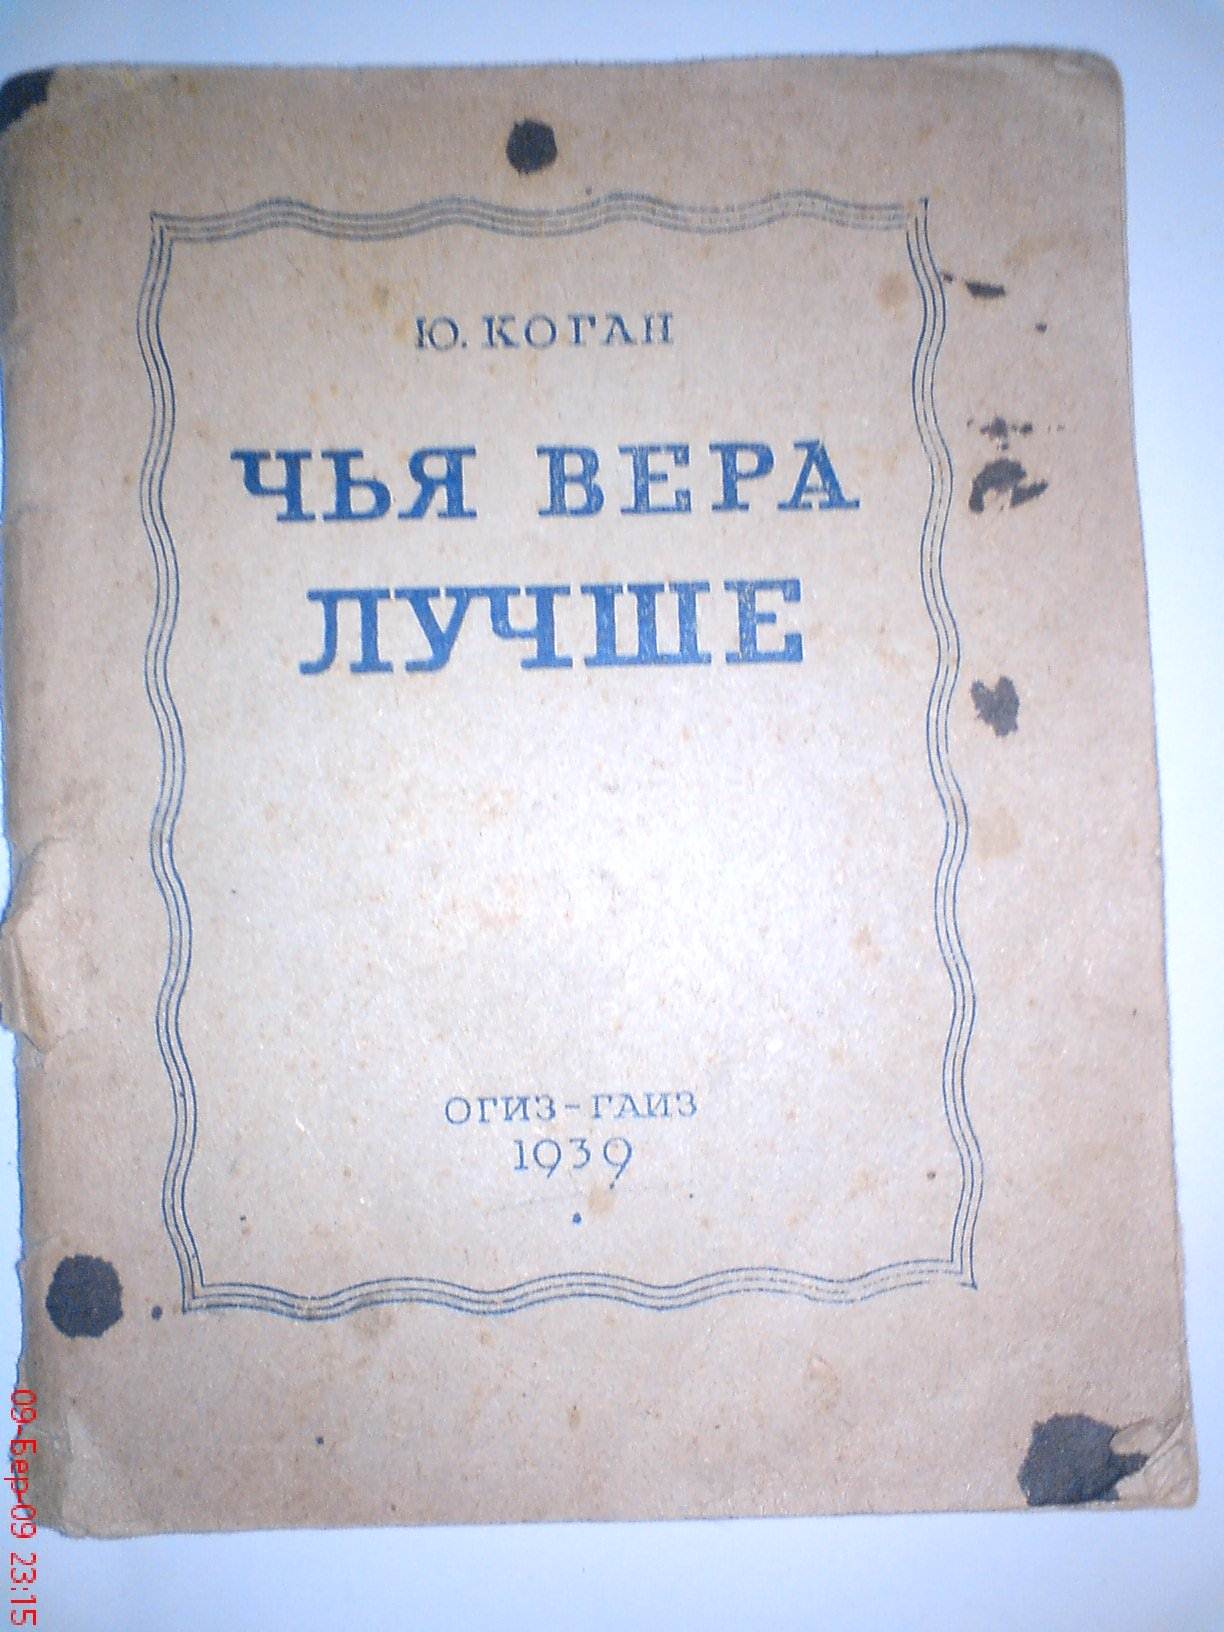 Ю. КОГАН
ЧЬЯ ВЕРА
ЛУЧШЕ
ОГИЗ-ГАИЗ
1939
09-Бер-09 23:15